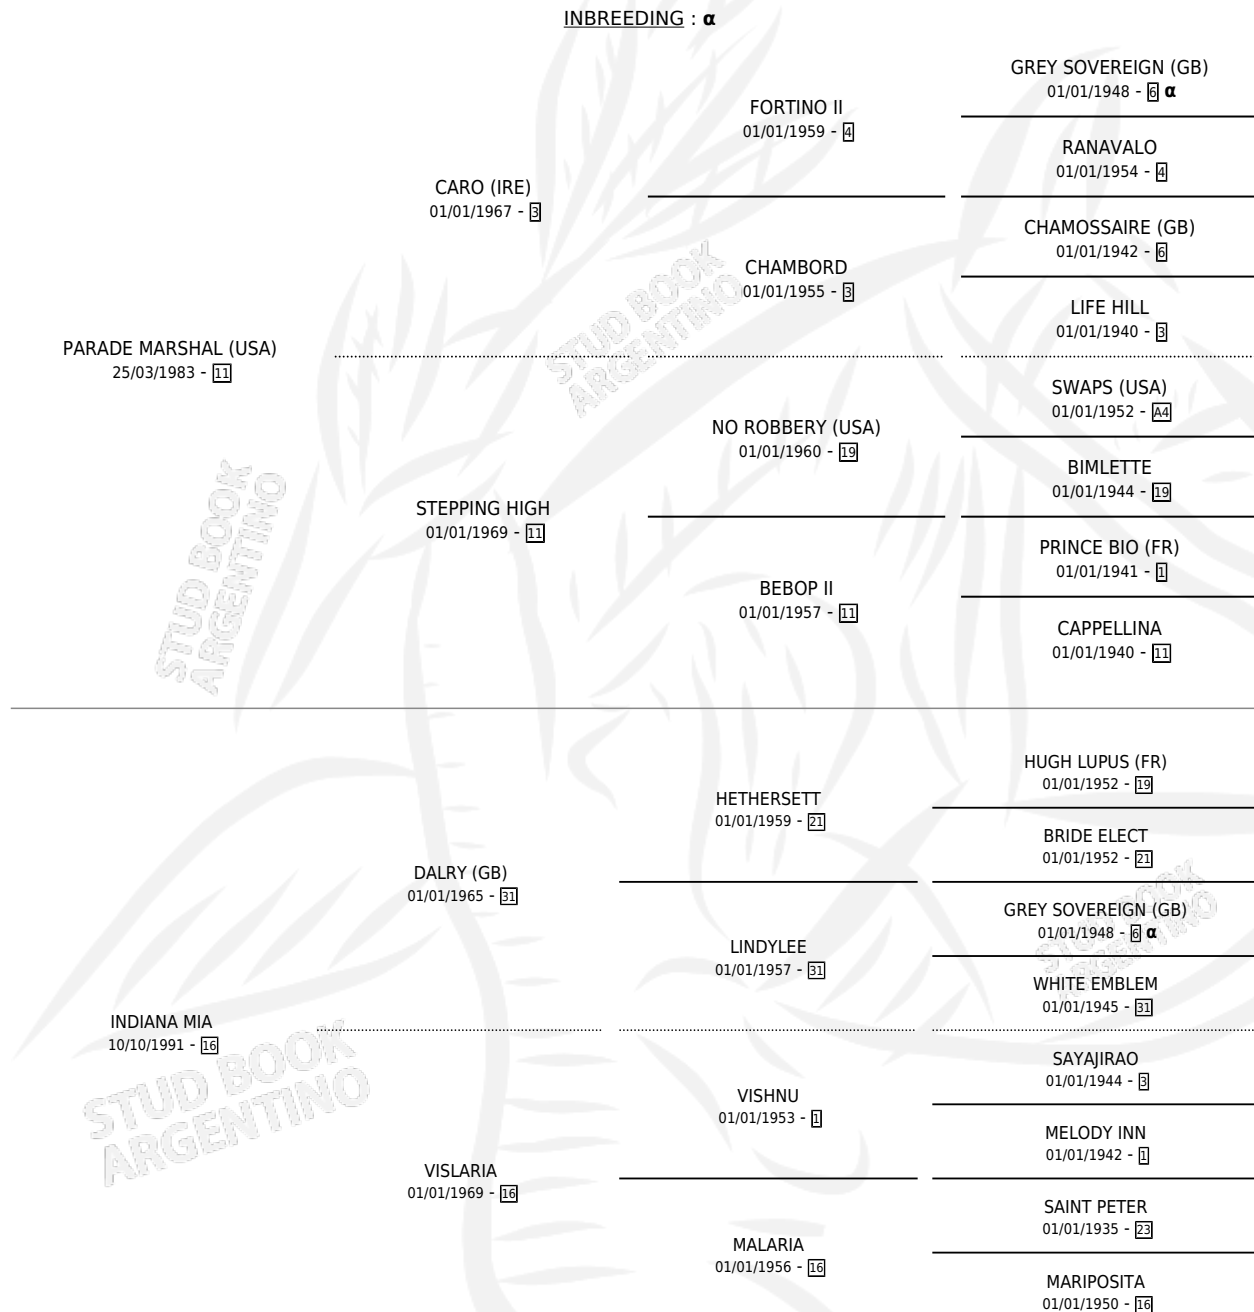 INBREEDING : α
GREY SOVEREIGN (GB)
01/01/1948 - 6 α
FORTINO II
01/01/1959 - 4
RANAVALO
01/01/1954 - 4
CARO (IRE)
01/01/1967 - 3
CHAMOSSAIRE (GB)
01/01/1942 - 6
CHAMBORD
01/01/1955 - 3
LIFE HILL
01/01/1940 - 3
PARADE MARSHAL (USA)
25/03/1983 - 11
SWAPS (USA)
01/01/1952 - A4
NO ROBBERY (USA)
01/01/1960 - 19
BIMLETTE
01/01/1944 - 19
STEPPING HIGH
01/01/1969 - 11
PRINCE BIO (FR)
01/01/1941 - 1
BEBOP II
01/01/1957 - 11
CAPPELLINA
01/01/1940 - 11
HUGH LUPUS (FR)
01/01/1952 - 19
HETHERSETT
01/01/1959 - 21
BRIDE ELECT
01/01/1952 - 21
DALRY (GB)
01/01/1965 - 31
GREY SOVEREIGN (GB)
01/01/1948 - 6 α
LINDYLEE
01/01/1957 - 31
WHITE EMBLEM
01/01/1945 - 31
INDIANA MIA
10/10/1991 - 16
SAYAJIRAO
01/01/1944 - 3
VISHNU
01/01/1953 - 1
MELODY INN
01/01/1942 - 1
VISLARIA
01/01/1969 - 16
SAINT PETER
01/01/1935 - 23
MALARIA
01/01/1956 - 16
MARIPOSITA
01/01/1950 - 16
STUD BOOK
ARGENTINO
STUD BOOK
ARGENTINO
STUD BOOK
ARGENTINO
STUD BOOK
ARGENTINO